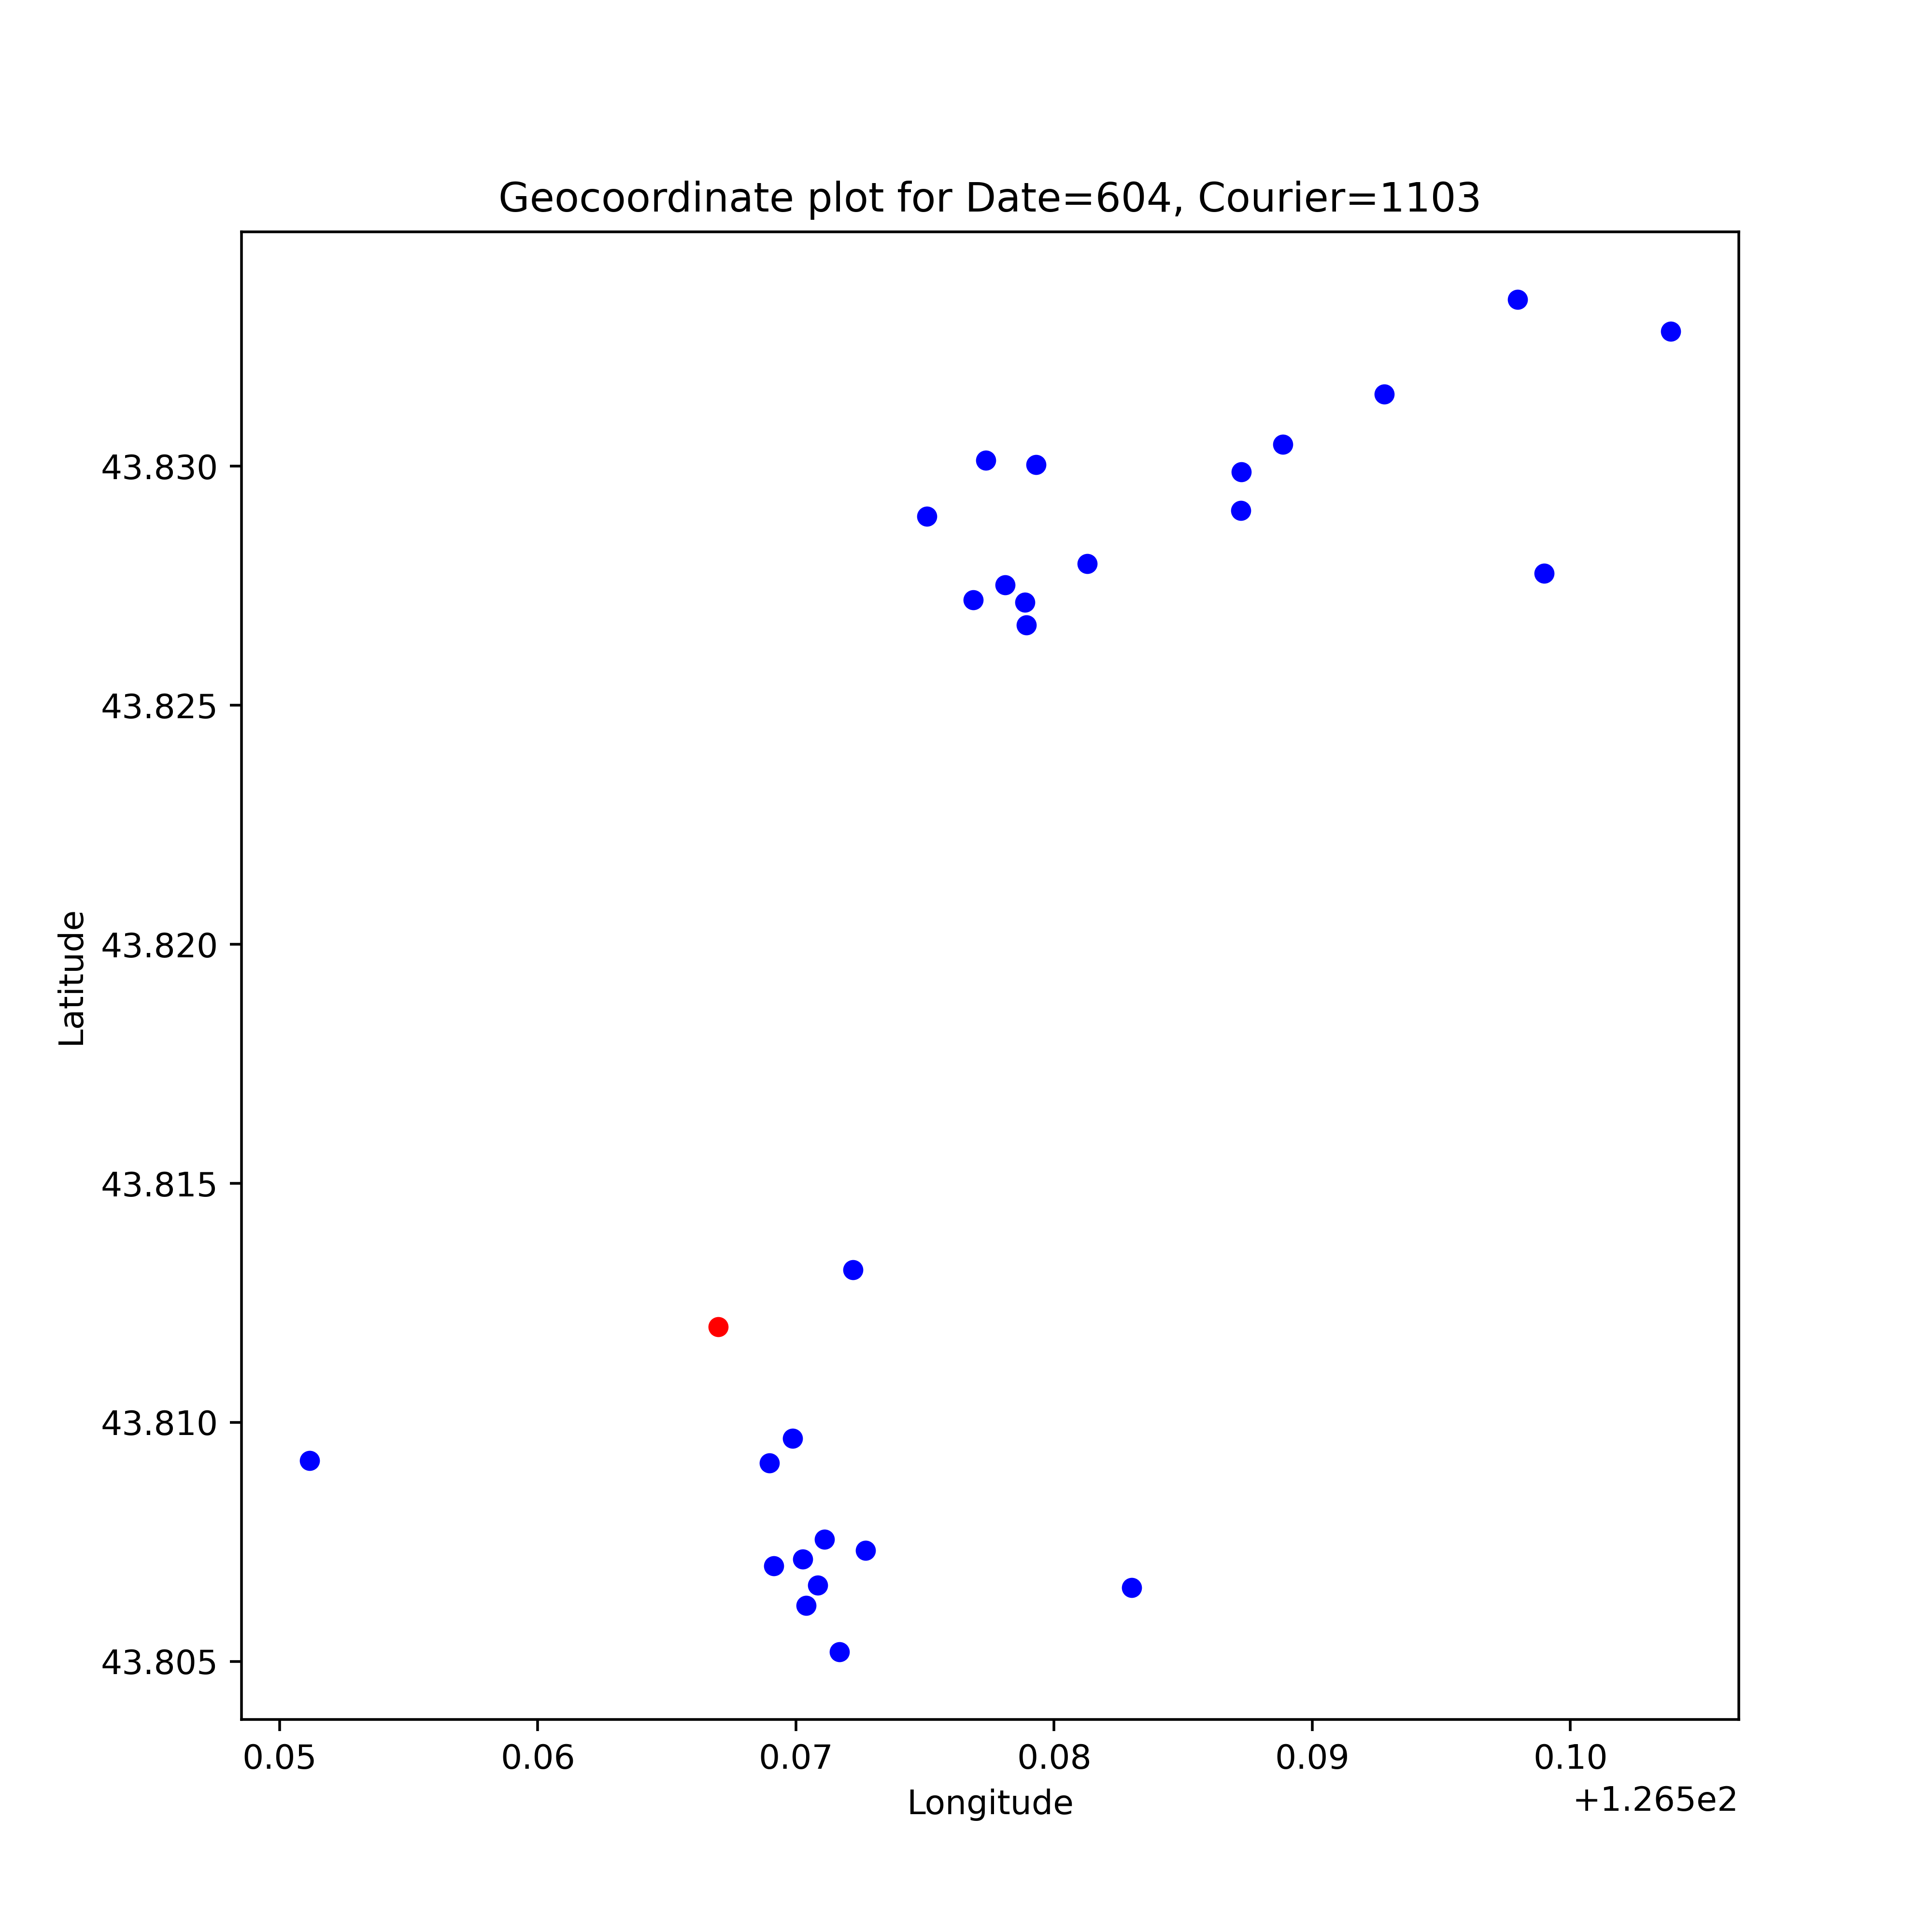 Geocoordinate plot for Date=604, Courier=1103
43.830
43.825
43.820
43.815
43.810
43.805
Latitude
0.05 0.06 0.07 0.08 0.09 0.10
Longitude
+1.265e2